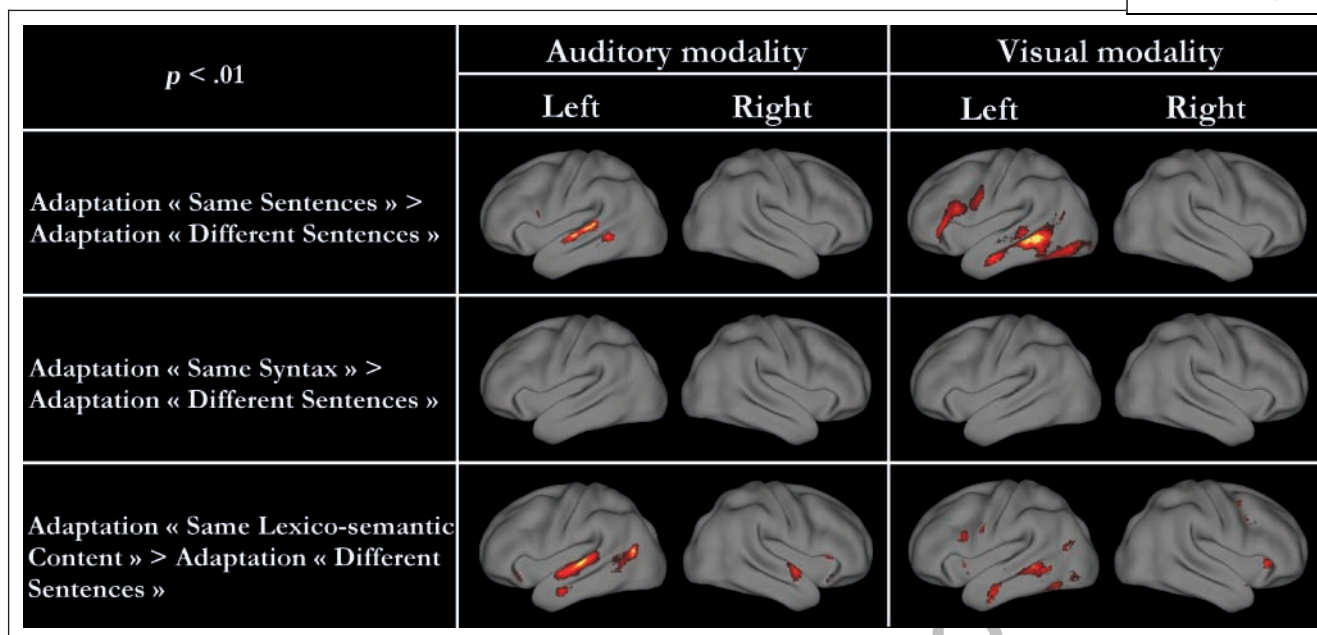 p < .01
Auditory modality
Visual modality
Left
Right
Left
Right
Adaptation « Same Sentences » >
Adaptation « Different Sentences »
Adaptation « Same Syntax » >
Adaptation « Different Sentences »
Adaptation « Same Lexico-semantic
Content » > Adaptation « Different
Sentences »